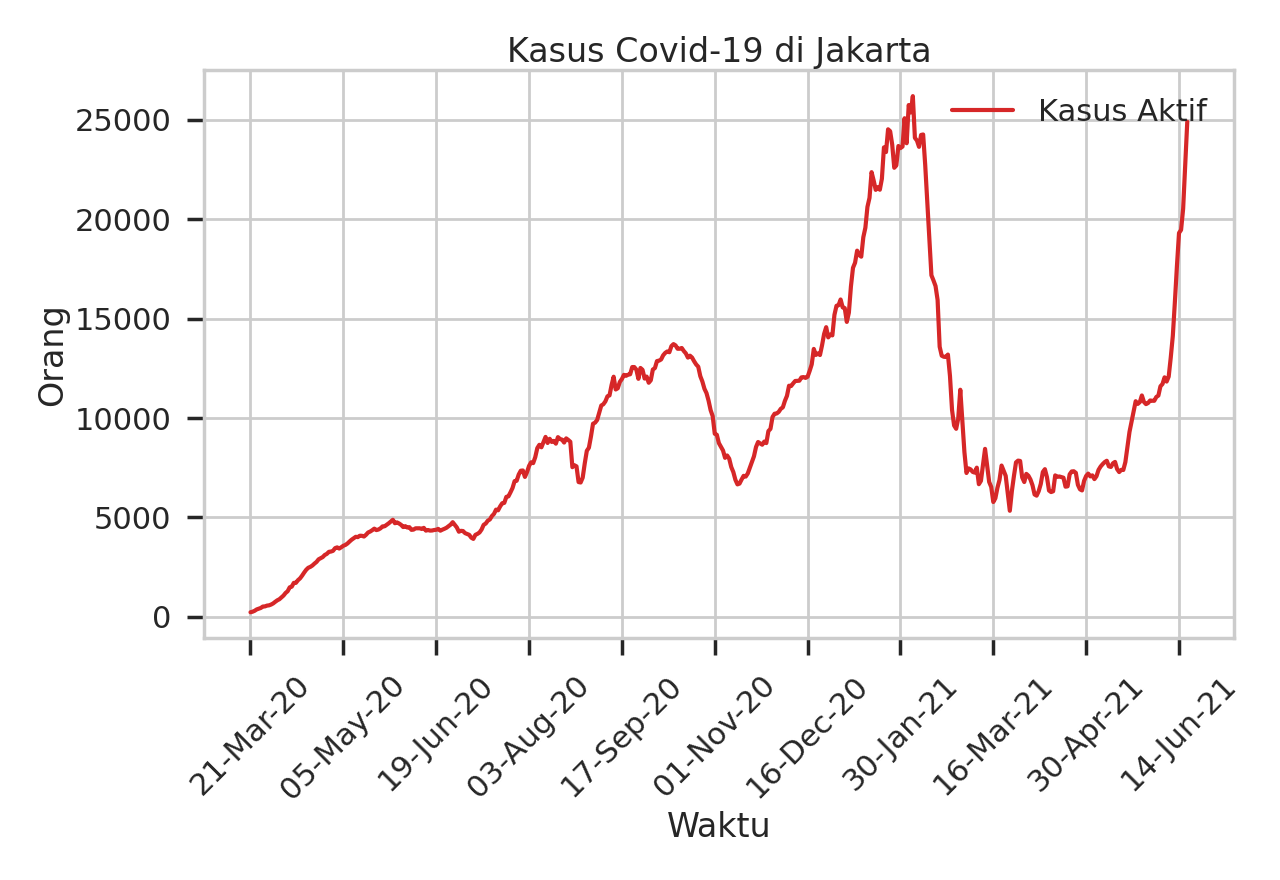 Kasus Covid-19 di Jakarta
Kasus Aktif
Orang
25000
20000
15000
10000
5000
0
21-Mar-20
05-May-20
19-Jun-20
03-Aug-20
17-Sep-20
01-Nov-20
16-Dec-20
30-Jan-21
16-Mar-21
30-Apr-21
14-Jun-21
Waktu